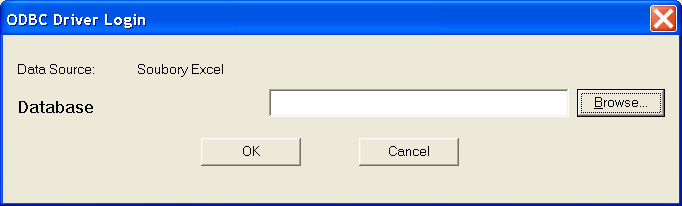 ODBC Driver Login
Data Source: Soubory Excel
Database
Browse...
OK Cancel